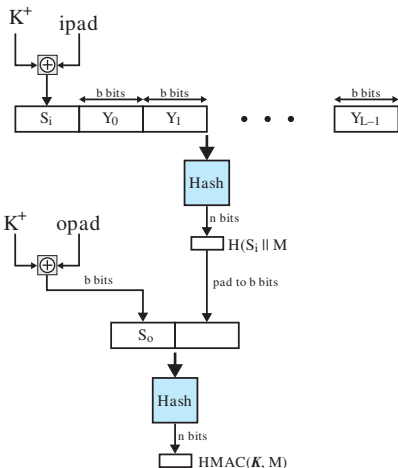 K+ ipad
b bits b bits b bits
Si Y0 Y1 • • • YL–1
Hash
n bits
K+ opad
H(Si || M
b bits pad to b bits
So
Hash
n bits
HMAC(K, M)